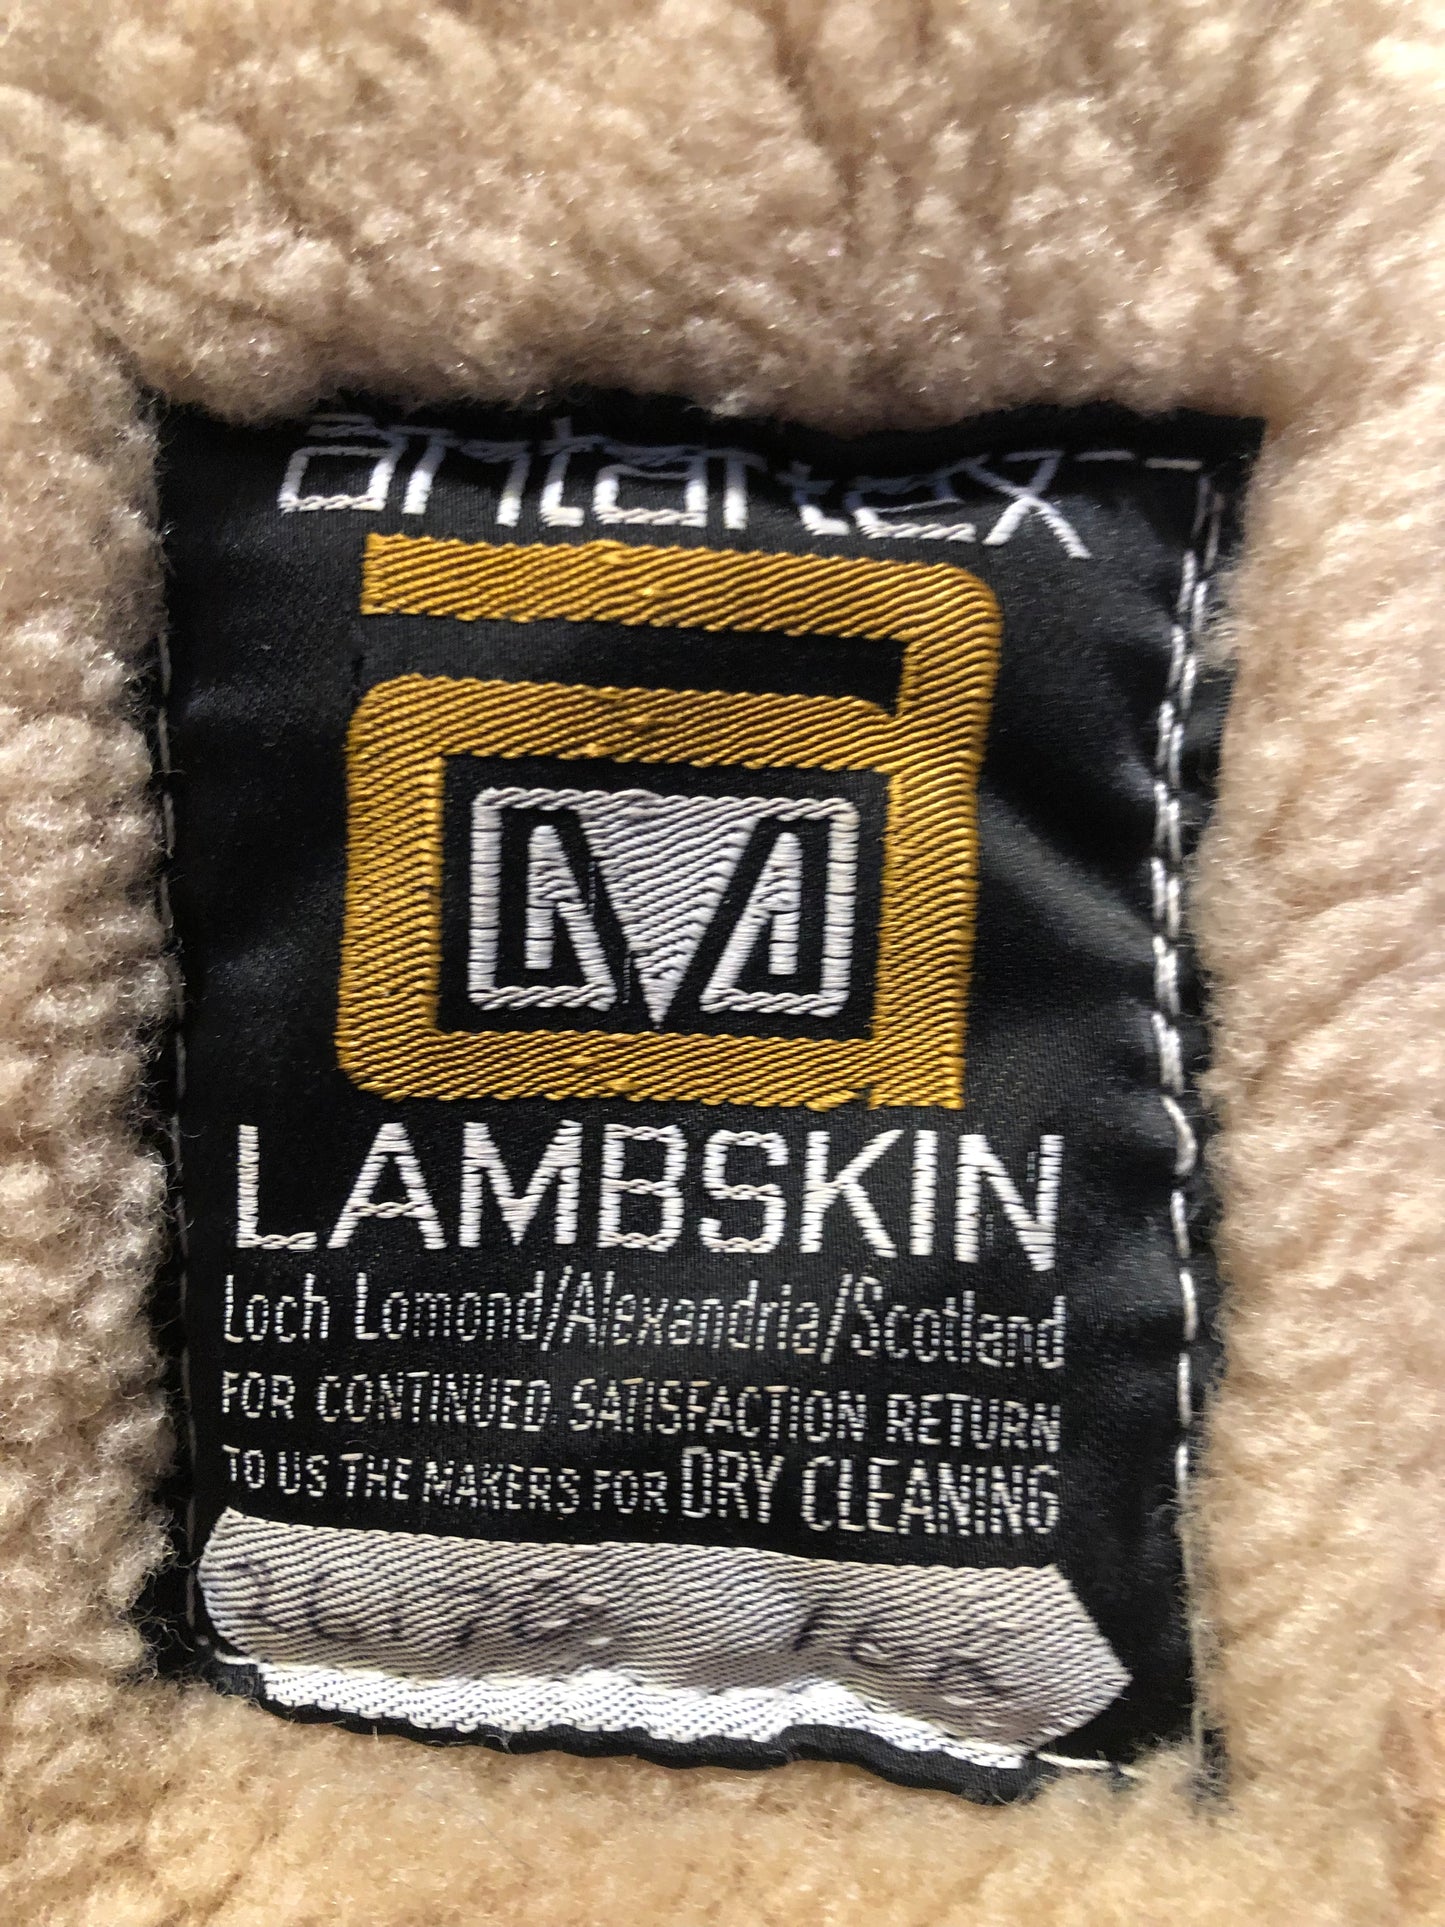 antartex
LAMBSKIN
Loch Lomond/Alexandria/Scotland
FOR CONTINUED SATISFACTION RETURN
TO US THE MAKERS FOR DRY CLEANING